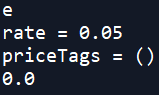 e
rate = 0.05
priceTags = ()
0.0